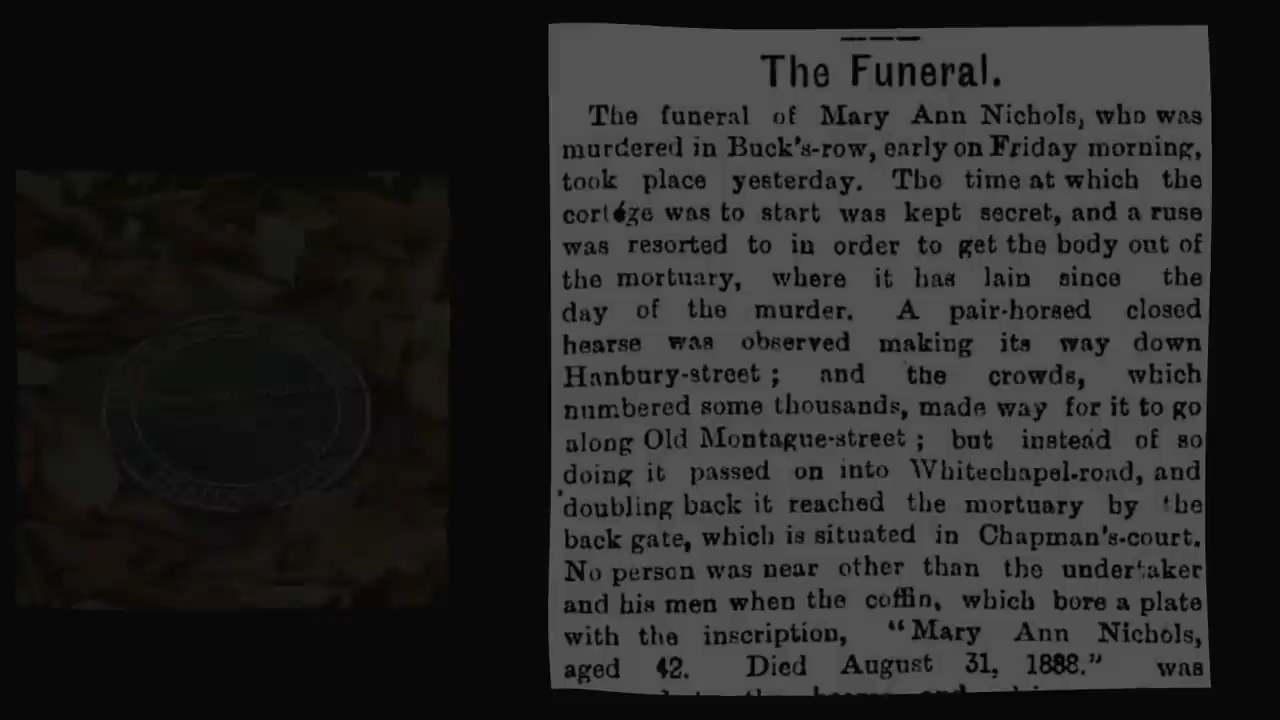 The Funeral.
The funeral of Mary Ann Nichols, who was
murdered in Buck's-row, early on Friday morning,
took place yesterday. The time at which the
cortége was to start was kept secret, and a ruse
was resorted to in order to get the body out of
the mortuary, where it has lain since the
day of the murder. A pair-horsed closed
hearse was observed making its way down
Hanbury-street ; and the crowds, which
numbered some thousands, made way for it to go
along Old Montague-street ; but instead of so
doing it passed on into Whitechapel-road, and
doubling back it reached the mortuary by the
back gate, which is situated in Chapman's-court.
No person was near other than the undertaker
and his men when the coffin, which bore a plate
with the inscription, "Mary Ann Nichols,
aged 42. Died August 31, 1888." was